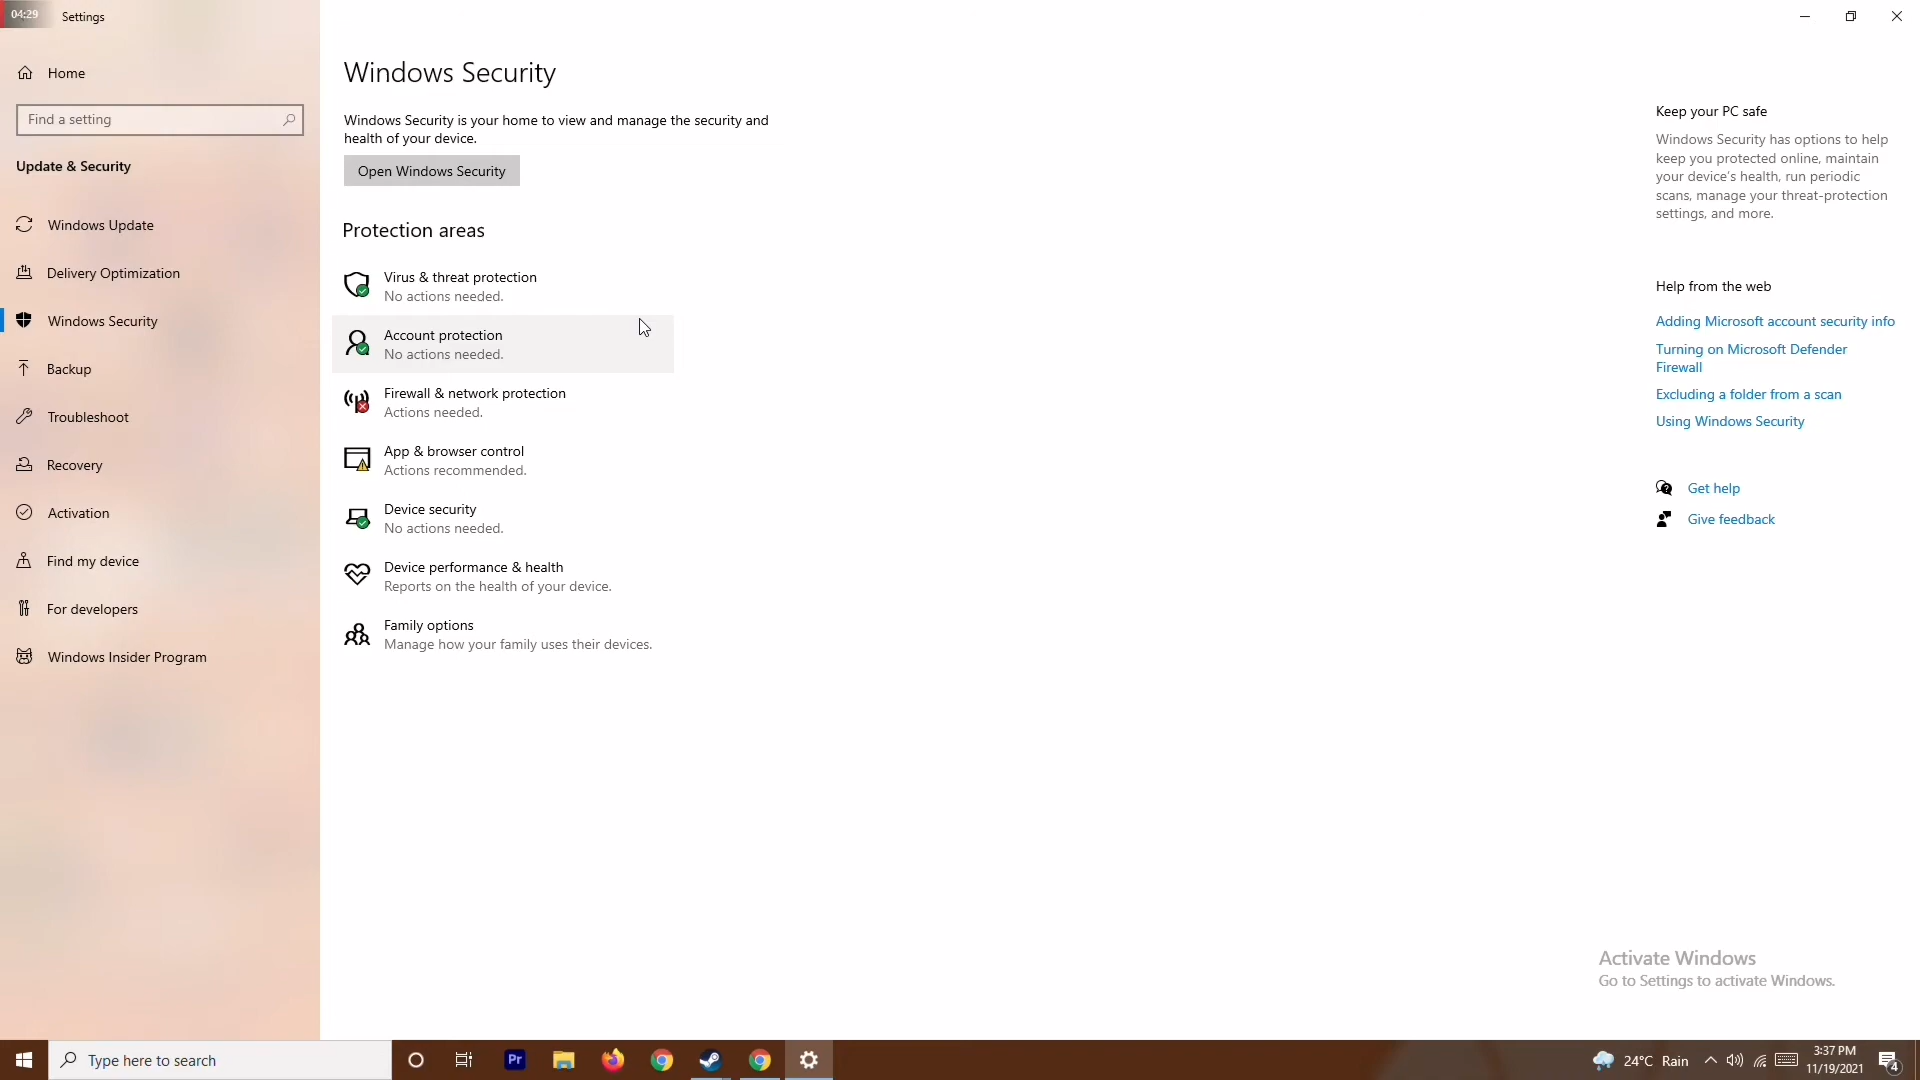 04:29
Settings
Home
Find a setting
Update & Security
Windows Update
Delivery Optimization
Windows Security
Backup
Troubleshoot
Recovery
Activation
Find my device
For developers
Windows Insider Program
Windows Security
Windows Security is your home to view and manage the security and
health of your device.
Open Windows Security
Protection areas
Virus & threat protection
No actions needed.
Account protection
No actions needed.
Firewall & network protection
Actions needed.
App & browser control
Actions recommended.
Device security
No actions needed.
Device performance & health
Reports on the health of your device.
Family options
Manage how your family uses their devices.
Keep your PC safe
Windows Security has options to help
keep you protected online, maintain
your device's health, run periodic
scans, manage your threat-protection
settings, and more.
Help from the web
Adding Microsoft account security info
Turning on Microsoft Defender
Firewall
Excluding a folder from a scan
Using Windows Security
Get help
Give feedback
Activate Windows
Go to Settings to activate Windows.
Type here to search
Pr
24°C Rain
3:37 PM
11/19/2021
4